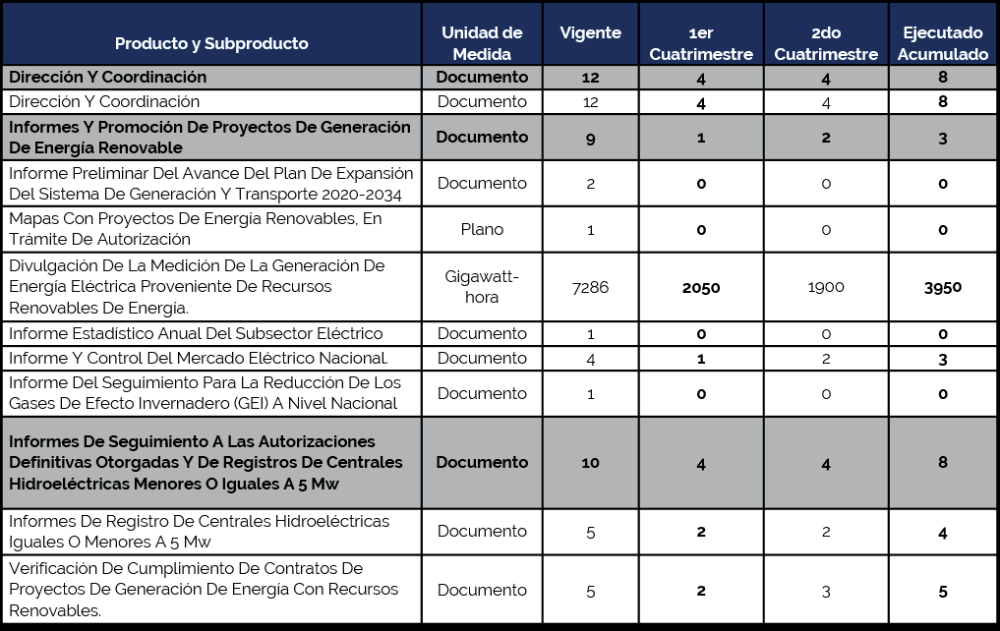 Producto y Subproducto
Unidad de
Medida
Vigente
1er
Cuatrimestre
2do
Cuatrimestre
Ejecutado
Acumulado
Dirección Y Coordinación Documento 12 4 4 8
Dirección Y Coordinación Documento 12 4 4 8
Informes Y Promoción De Proyectos De Generación
De Energía Renovable
Documento 9 1 2 3
Informe Preliminar Del Avance Del Plan De Expansión
Del Sistema De Generación Y Transporte 2020-2034
Documento 2 0 0 0
Mapas Con Proyectos De Energía Renovables, En
Trámite De Autorización
Plano 1 0 0 0
Divulgación De La Medición De La Generación De
Energía Eléctrica Proveniente De Recursos
Renovables De Energía.
Gigawatt-
hora
7286 2050 1900 3950
Informe Estadístico Anual Del Subsector Eléctrico Documento 1 0 0 0
Informe Y Control Del Mercado Eléctrico Nacional. Documento 4 1 2 3
Informe Del Seguimiento Para La Reducción De Los
Gases De Efecto Invernadero (GEI) A Nivel Nacional
Documento 1 0 0 0
Informes De Seguimiento A Las Autorizaciones
Definitivas Otorgadas Y De Registros De Centrales
Hidroeléctricas Menores O Iguales A 5 Mw
Documento 10 4 4 8
Informes De Registro De Centrales Hidroeléctricas
Iguales O Menores A 5 Mw
Documento 5 2 2 4
Verificación De Cumplimiento De Contratos De
Proyectos De Generación De Energía Con Recursos
Renovables.
Documento 5 2 3 5